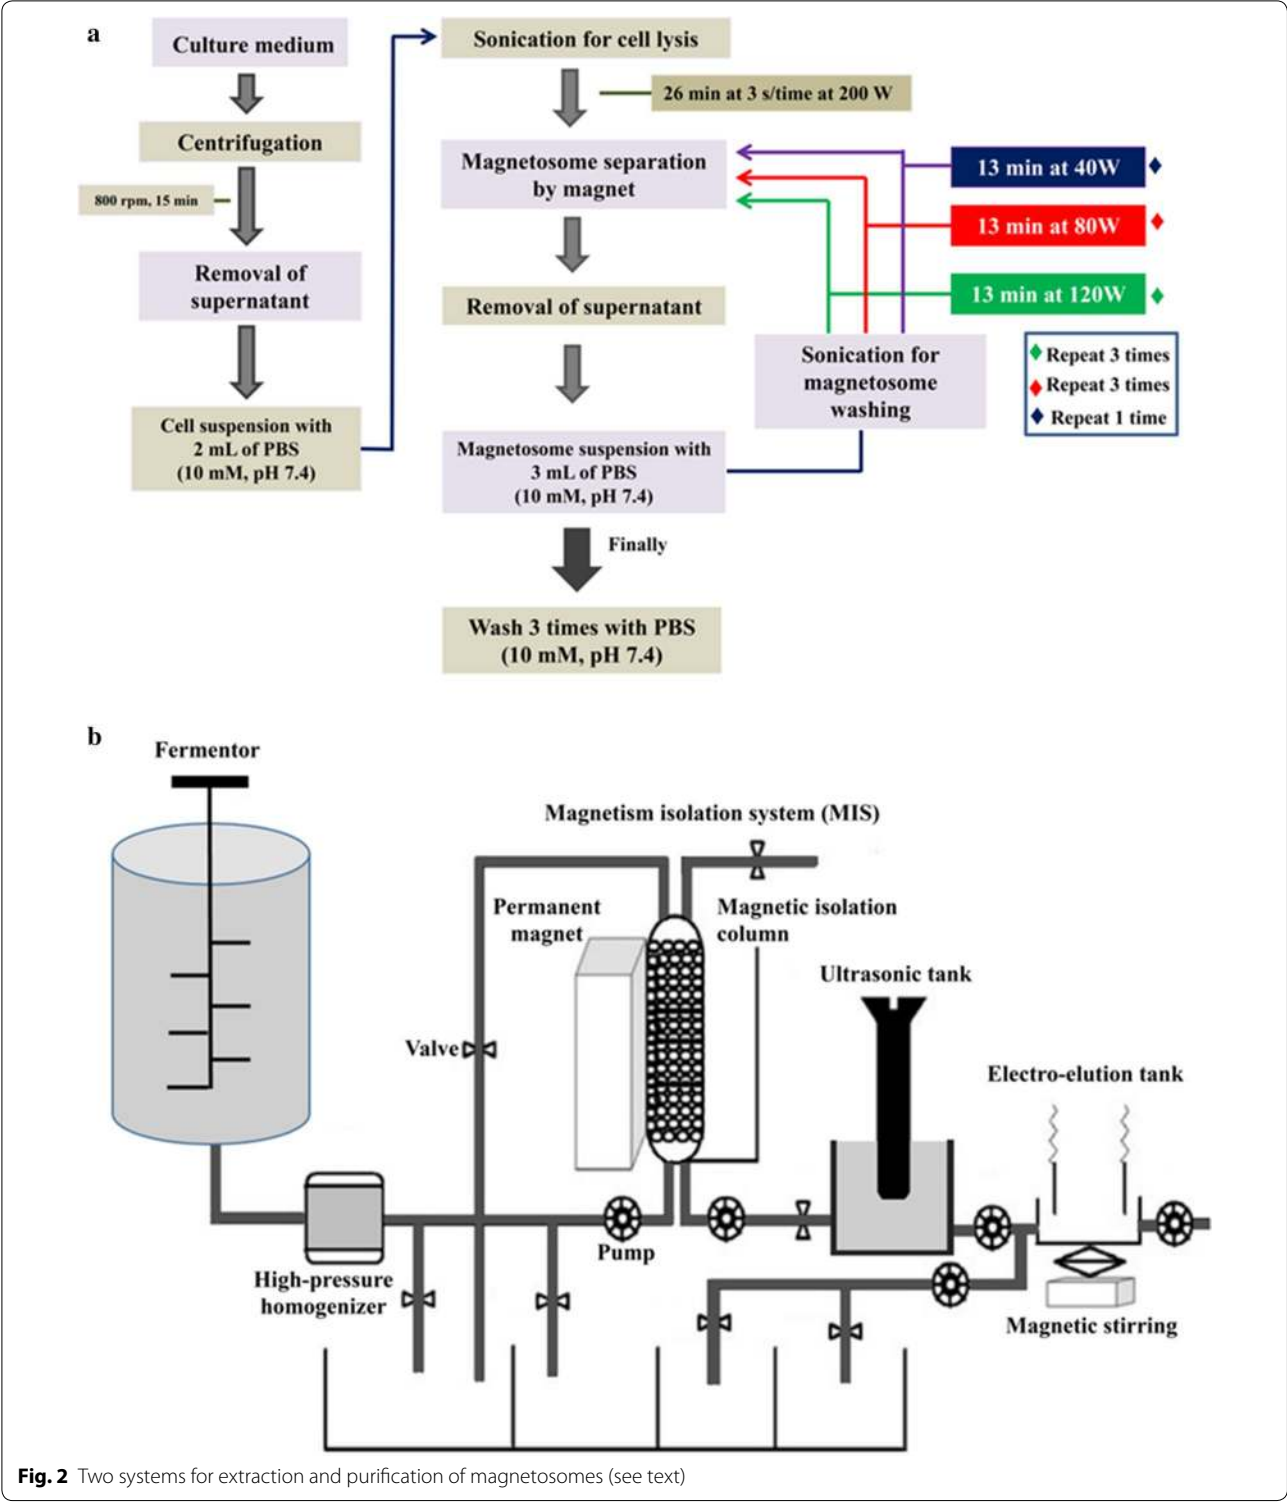 a
Culture medium
Centrifugation
800 rpm, 15 min
Removal of
supernatant
Cell suspension with
2 mL of PBS
(10 mM, pH 7.4)
Sonication for cell lysis
26 min at 3 s/time at 200 W
Magnetosome separation
by magnet
Removal of supernatant
Magnetosome suspension with
3 mL of PBS
(10 mM, pH 7.4)
Finally
Wash 3 times with PBS
(10 mM, pH 7.4)
13 min at 40W
13 min at 80W
13 min at 120W
Sonication for
magnetosome
washing
Repeat 3 times
Repeat 3 times
Repeat 1 time
b
Fermentor
Magnetism isolation system (MIS)
Permanent
magnet
Magnetic isolation
column
Ultrasonic tank
Valve
Electro-elution tank
Pump
High-pressure
homogenizer
Magnetic stirring
Fig. 2 Two systems for extraction and purification of magnetosomes (see text)